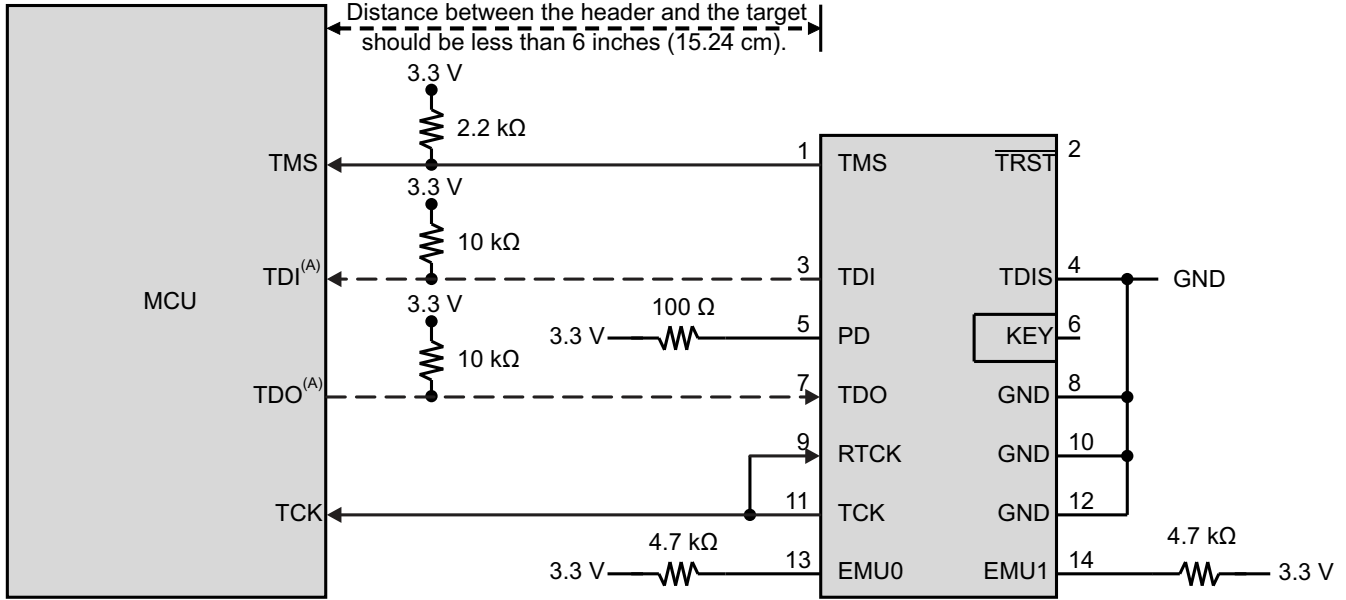 Distance between the header and the target
should be less than 6 inches (15.24 cm).
3.3 V
2.2 kΩ
TMS
1
TMS
TRST
2
3.3 V
10 kΩ
TDI(A)
3
TDI
TDIS
4
GND
MCU
3.3 V
100 Ω
3.3 V
5
PD
KEY
6
10 kΩ
TDO(A)
7
TDO
GND
8
9
RTCK
GND
10
TCK
11
TCK
GND
12
4.7 kΩ
3.3 V
13
EMU0
EMU1
14
4.7 kΩ
3.3 V